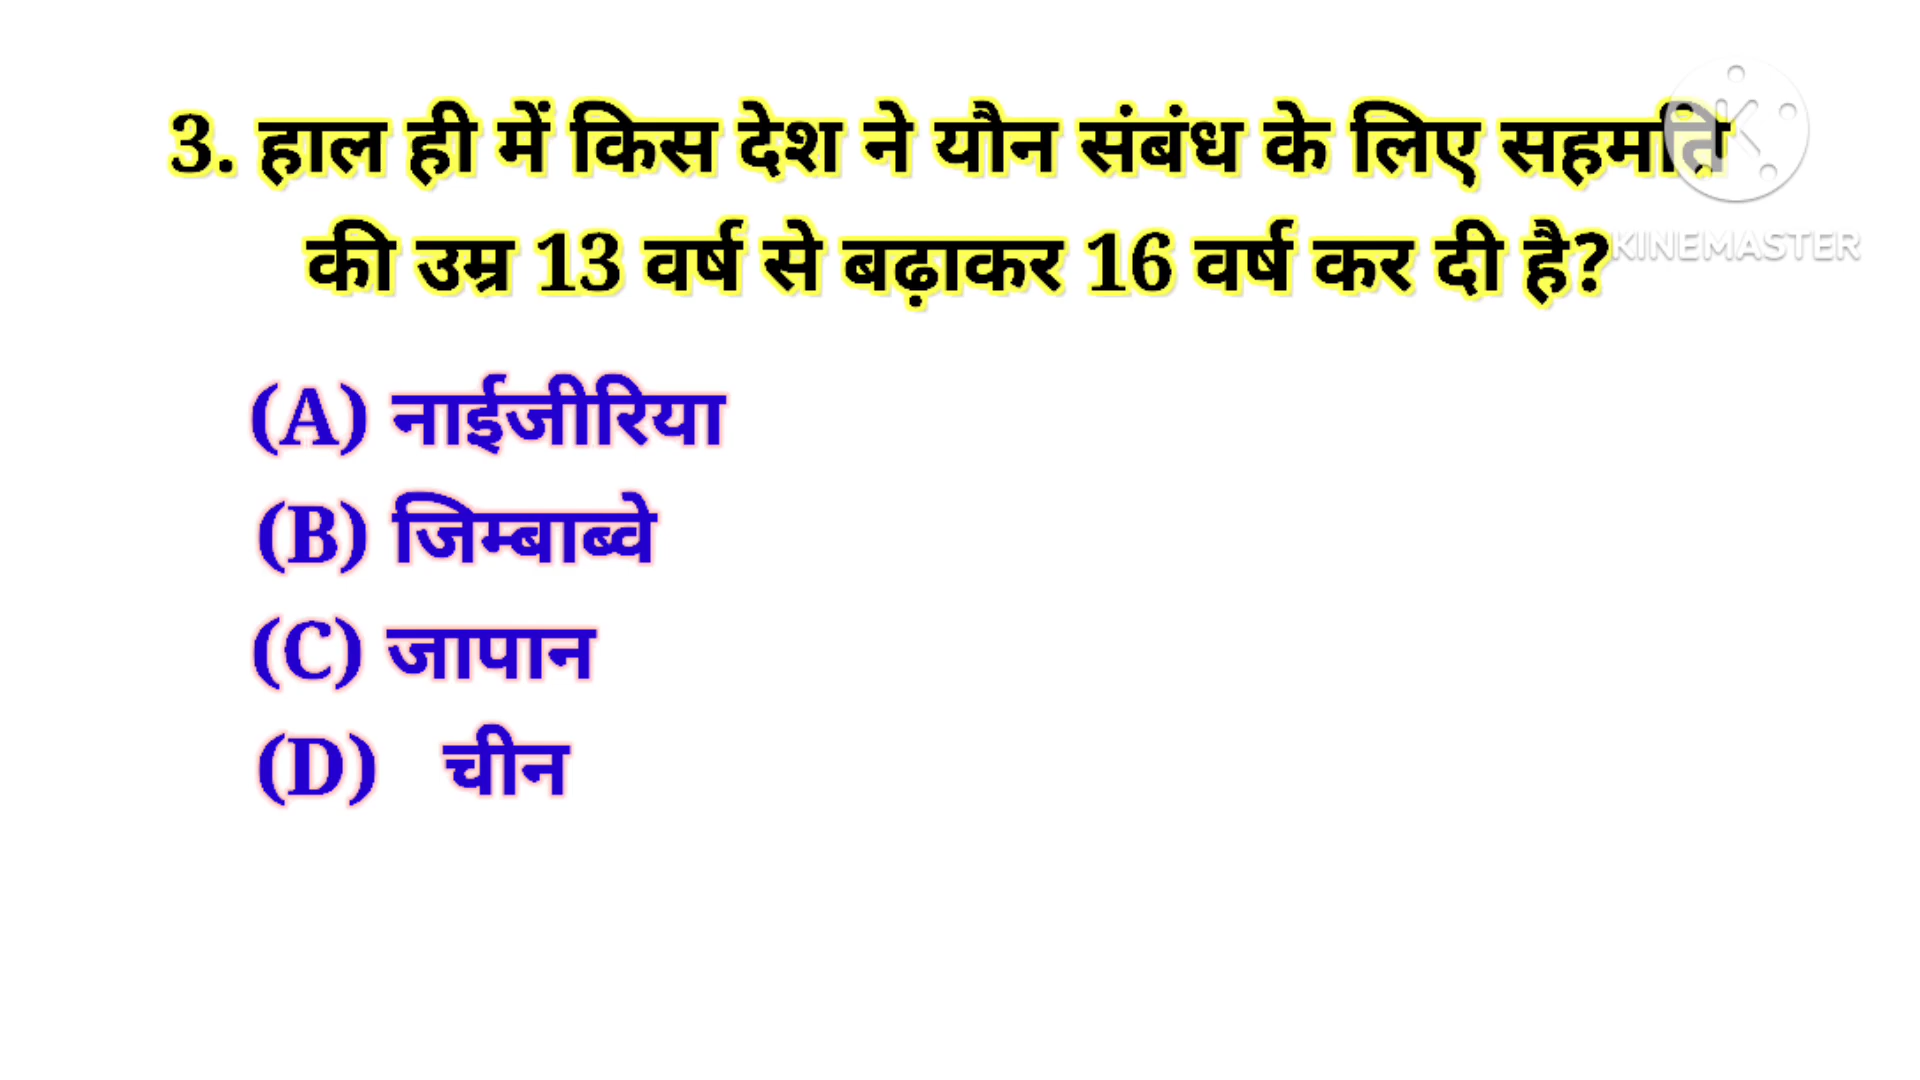 3. हाल ही में किस देश ने यौन संबंध के लिए सहमति
की उम्र 13 वर्ष से बढ़ाकर 16 वर्ष कर दी है?
KINEMASTER
(A) नाईजीरिया
(B) जिम्बाब्वे
(C) जापान
(D) चीन